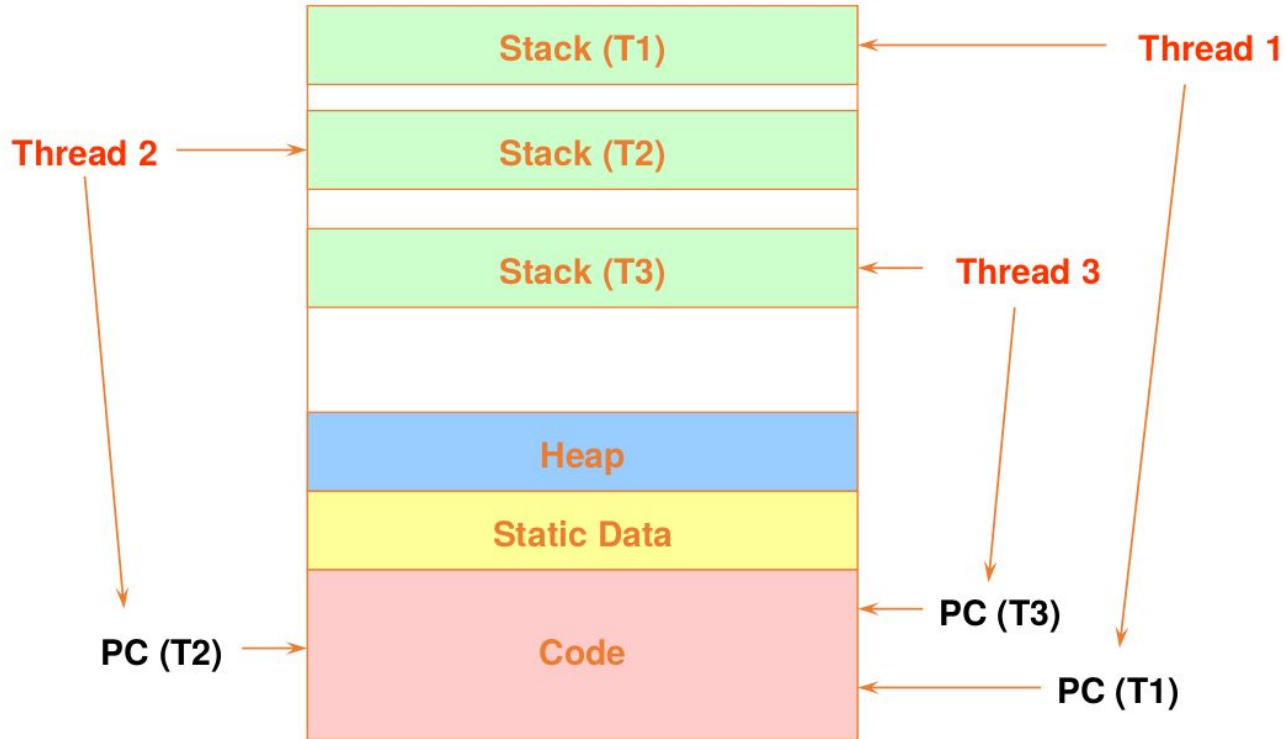 Stack (T1)
Thread 1
Thread 2
Stack (T2)
Stack (T3)
Thread 3
Heap
Static Data
PC (T3)
PC (T2)
Code
PC (T1)